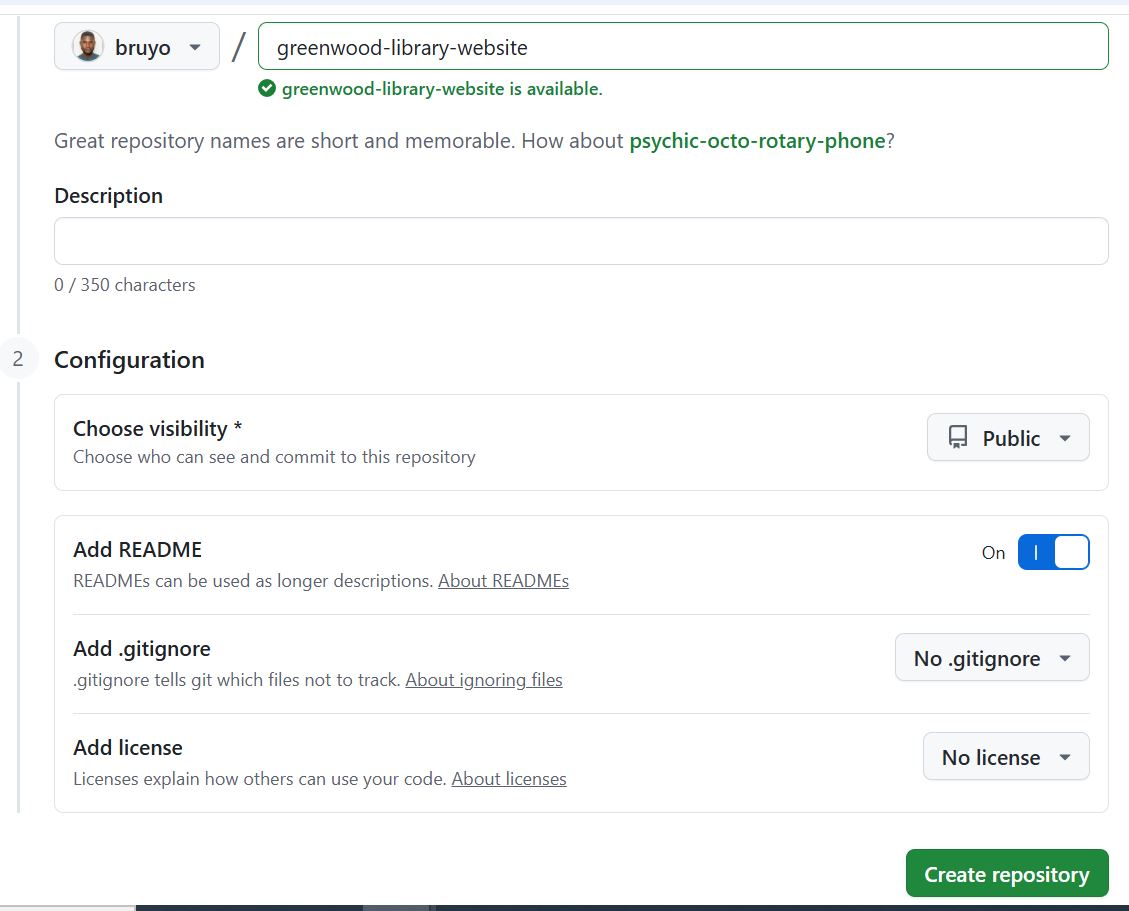 bruyo / greenwood-library-website
greenwood-library-website is available.
Great repository names are short and memorable. How about psychic-octo-rotary-phone?
Description
0 / 350 characters
2 Configuration
Choose visibility *
Choose who can see and commit to this repository
Public
Add README
READMEs can be used as longer descriptions. About READMEs
On
Add .gitignore
.gitignore tells git which files not to track. About ignoring files
No .gitignore
Add license
Licenses explain how others can use your code. About licenses
No license
Create repository